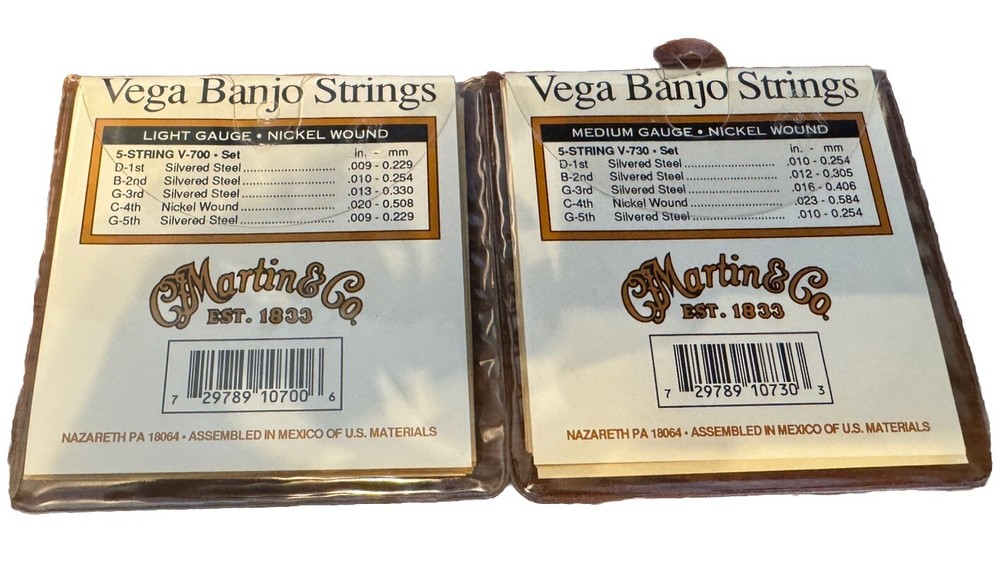 Vega Banjo Strings
LIGHT GAUGE • NICKEL WOUND
5-STRING V-700 • Set in. - mm
D-1st Silvered Steel .009 - 0.229
B-2nd Silvered Steel .010 - 0.254
G-3rd Silvered Steel .013 - 0.330
C-4th Nickel Wound .020 - 0.508
G-5th Silvered Steel .009 - 0.229
CF Martin & Co.
EST. 1833
7 29789 10700 6
NAZARETH PA 18064 • ASSEMBLED IN MEXICO OF U.S. MATERIALS
Vega Banjo Strings
MEDIUM GAUGE • NICKEL WOUND
5-STRING V-730 • Set in. - mm
D-1st Silvered Steel .010 - 0.254
B-2nd Silvered Steel .012 - 0.305
G-3rd Silvered Steel .016 - 0.406
C-4th Nickel Wound .023 - 0.584
G-5th Silvered Steel .010 - 0.254
CF Martin & Co.
EST. 1833
7 29789 10730 3
NAZARETH PA 18064 • ASSEMBLED IN MEXICO OF U.S. MATERIALS